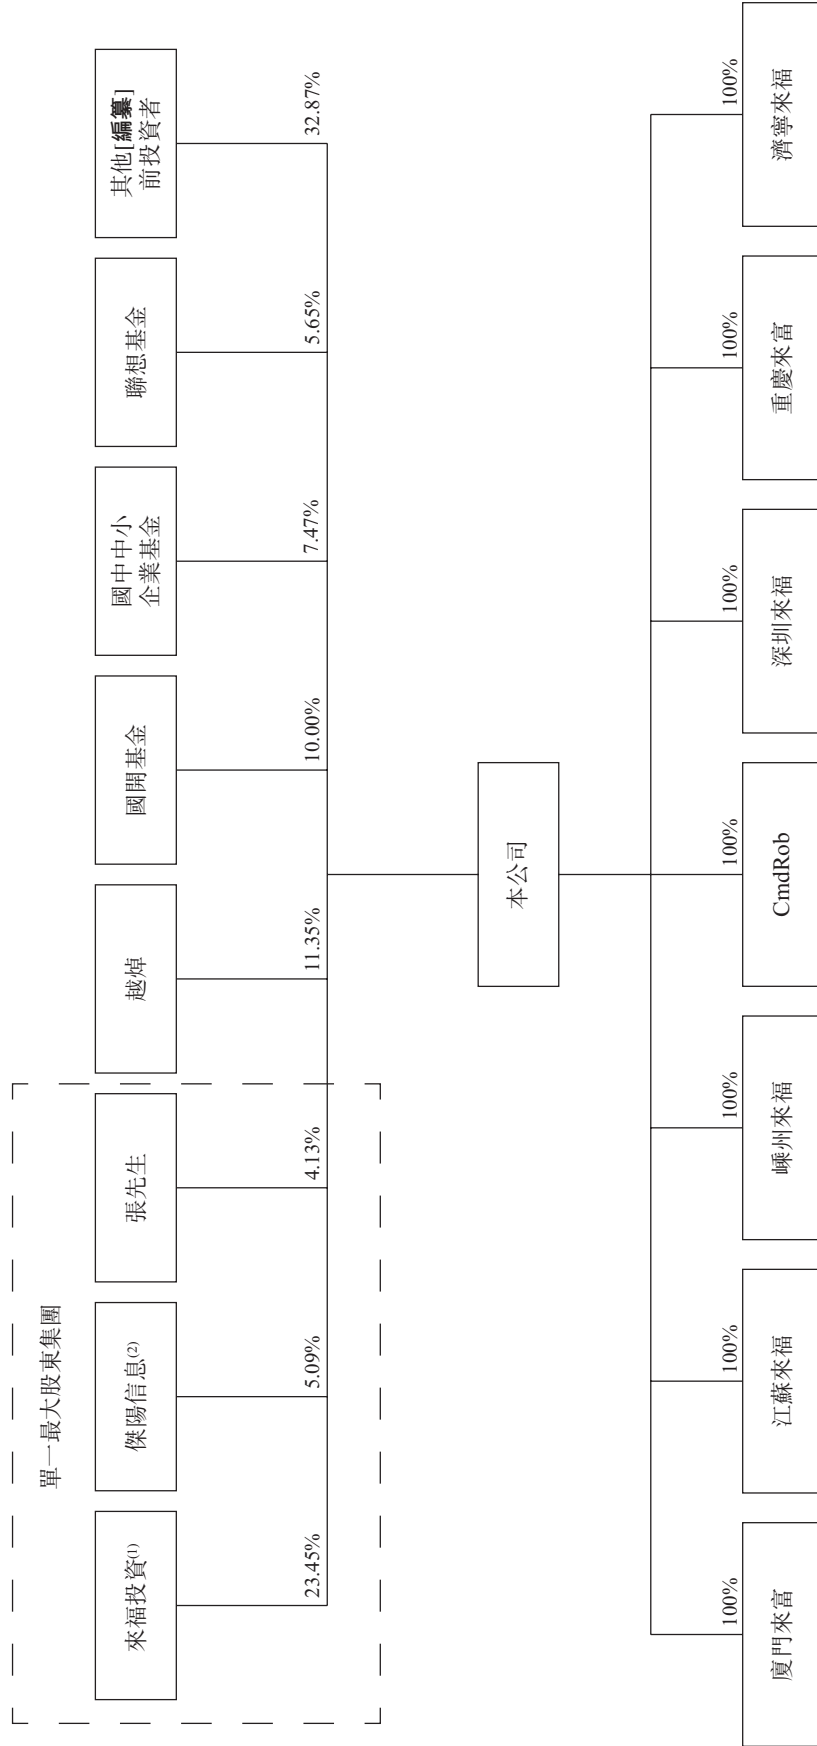 單一最大股東集團
來福投資(1)
傑陽信息(2)
張先生
越焯
國開基金
國中中小
企業基金
聯想基金
其他[編纂]
前投資者
23.45%
5.09%
4.13%
11.35%
10.00%
7.47%
5.65%
32.87%
本公司
100%
100%
100%
100%
100%
100%
100%
廈門來富
江蘇來福
嵊州來福
CmdRob
深圳來福
重慶來富
濟寧來福